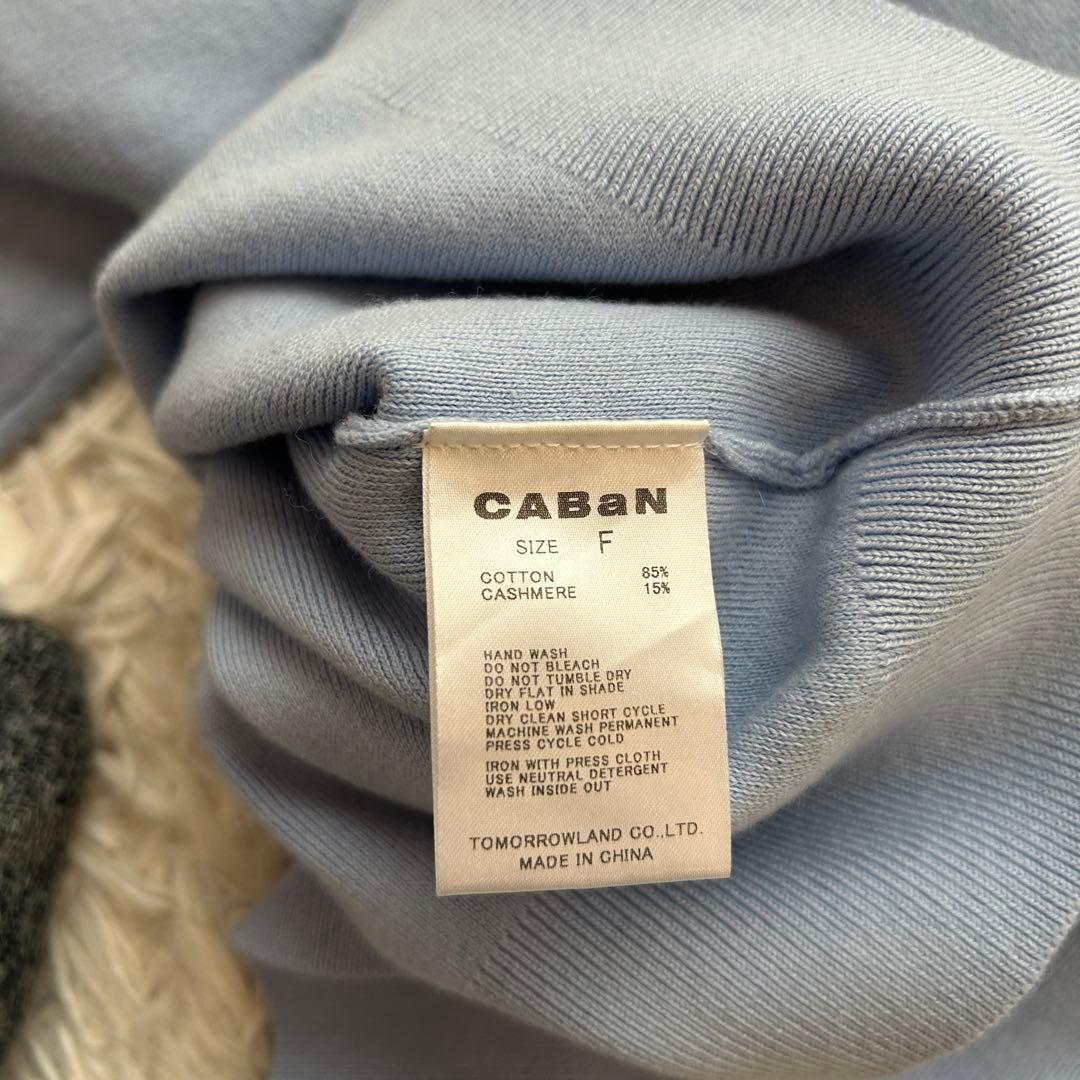 CABaN
SIZE F
COTTON 85%
CASHMERE 15%
HAND WASH
DO NOT BLEACH
DO NOT TUMBLE DRY
DRY FLAT IN SHADE
IRON LOW
DRY CLEAN SHORT CYCLE
MACHINE WASH PERMANENT
PRESS CYCLE COLD
IRON WITH PRESS CLOTH
USE NEUTRAL DETERGENT
WASH INSIDE OUT
TOMORROWLAND CO.,LTD.
MADE IN CHINA